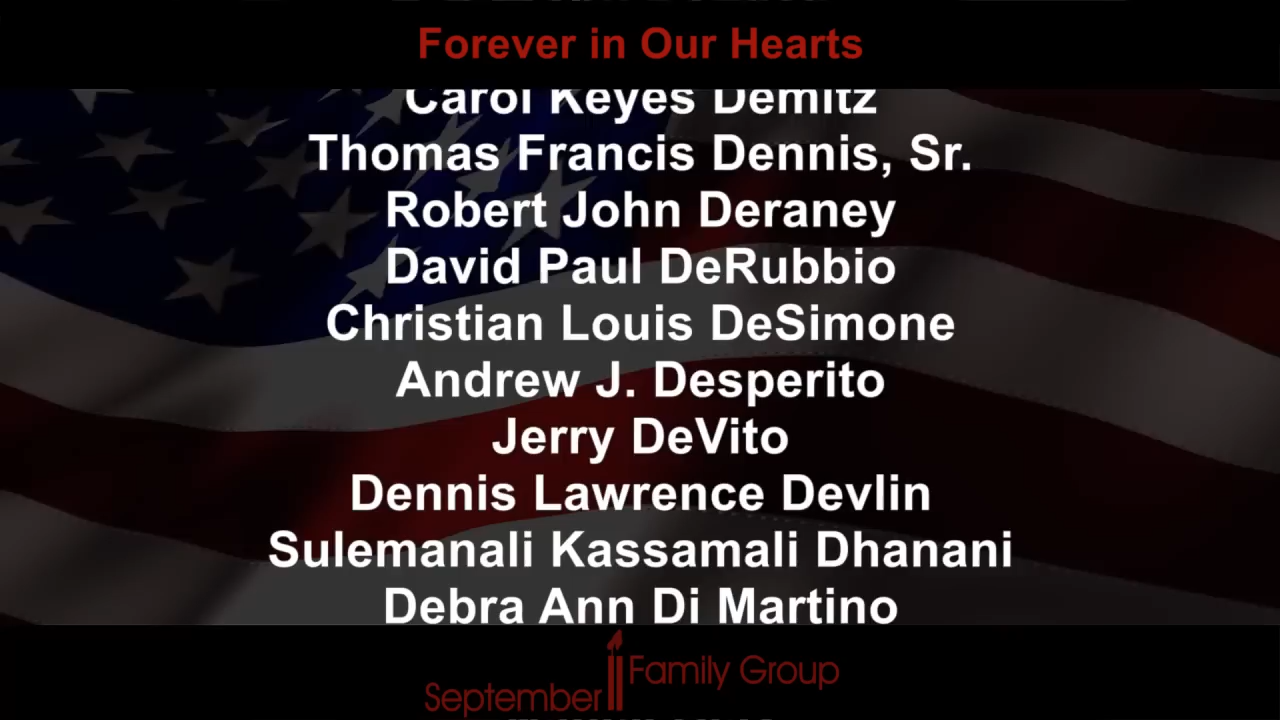 Forever in Our Hearts
Carol Keyes Demitz
Thomas Francis Dennis, Sr.
Robert John Deraney
David Paul DeRubbio
Christian Louis DeSimone
Andrew J. Desperito
Jerry DeVito
Dennis Lawrence Devlin
Sulemanali Kassamali Dhanani
Debra Ann Di Martino
September 11 Family Group